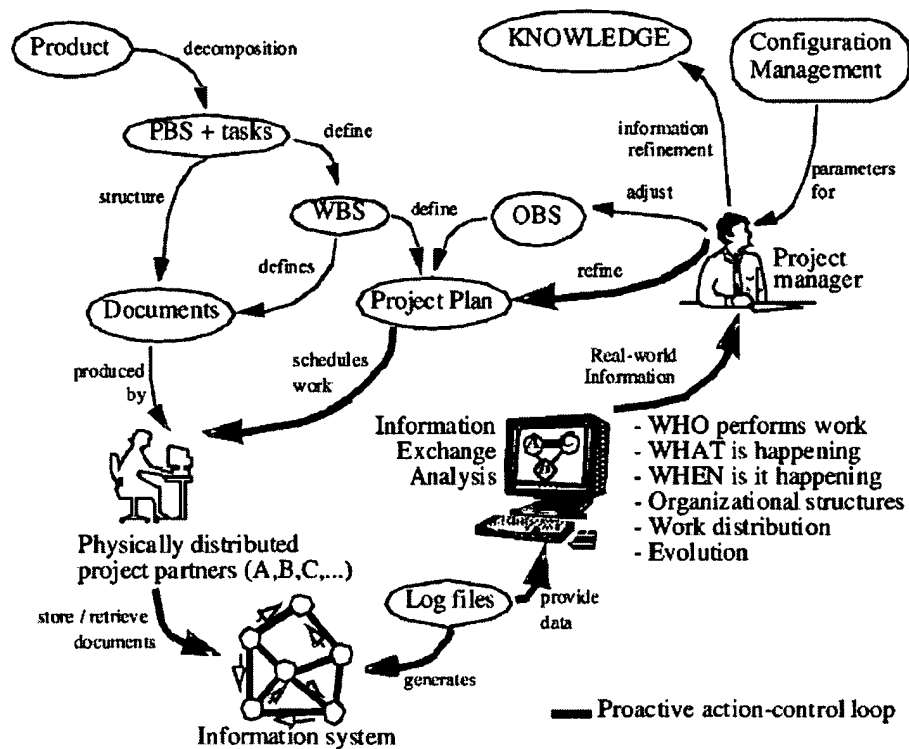 Product
decomposition
KNOWLEDGE
Configuration
Management
PBS + tasks
define
information
refinement
structure
parameters
for
WBS
define
OBS
adjust
defines
refine
Project
manager
Documents
Project Plan
produced
by
schedules
work
Real-world
Information
Information
Exchange
Analysis
A
C
B
- WHO performs work
- WHAT is happening
- WHEN is it happening
- Organizational structures
- Work distribution
- Evolution
Physically distributed
project partners (A,B,C,...)
store / retrieve
documents
Log files
provide
data
generates
Information system
Proactive action-control loop